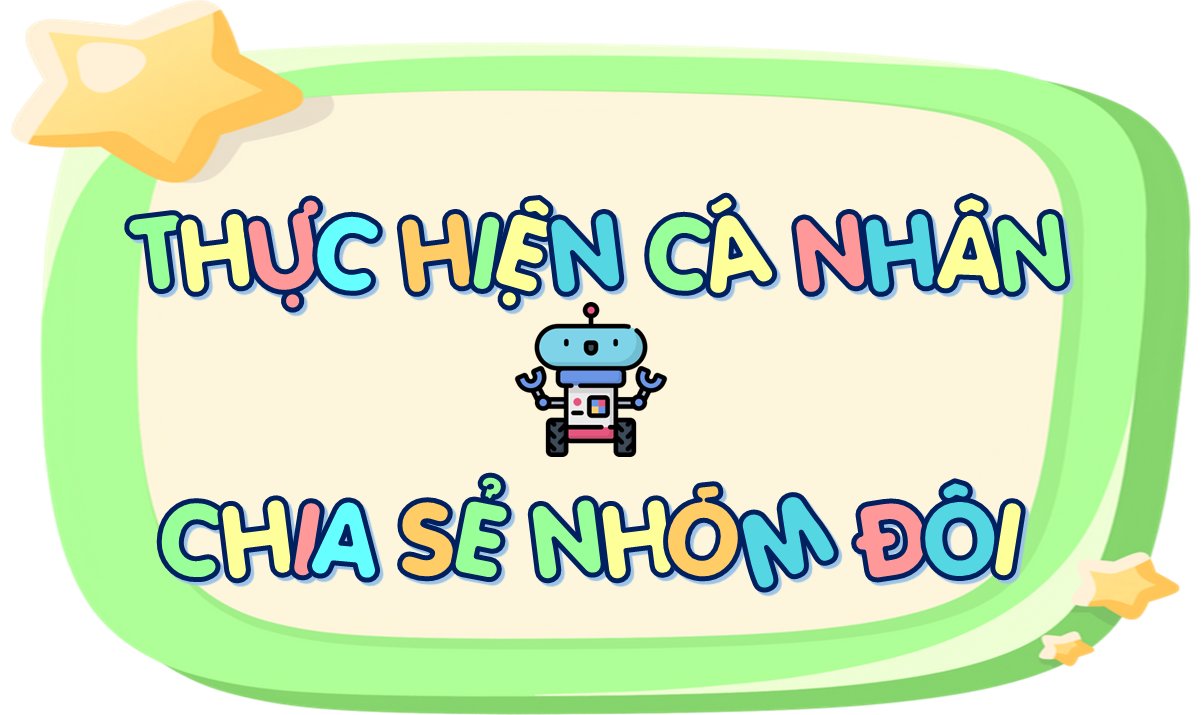 THỰC HIỆN CÁ NHÂN
CHIA SẺ NHÓM ĐÔI